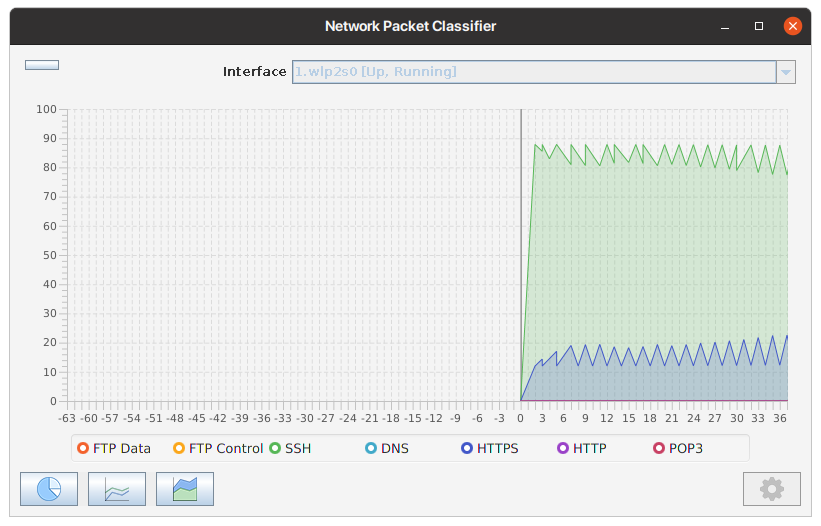 Network Packet Classifier
Interface 1.wlp2s0 [Up, Running]
100
90
80
70
60
50
40
30
20
10
0
-63 -60 -57 -54 -51 -48 -45 -42 -39 -36 -33 -30 -27 -24 -21 -18 -15 -12 -9 -6 -3 0 3 6 9 12 15 18 21 24 27 30 33 36
FTP Data FTP Control SSH DNS HTTPS HTTP POP3